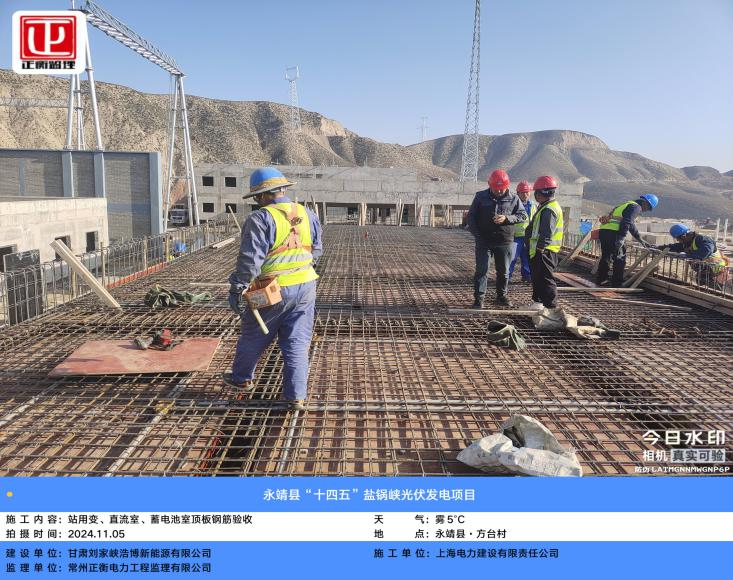 正衡监理
今日水印
相机 真实可验
防伪 LATMGNNMWGNP6P
永靖县“十四五”盐锅峡光伏发电项目
施工内容：站用变、直流室、蓄电池室顶板钢筋验收
天 气：雾 5℃
拍摄时间：2024.11.05
地 点：永靖县·方台村
建设单位：甘肃刘家峡浩博新能源有限公司
施工单位：上海电力建设有限责任公司
监理单位：常州正衡电力工程监理有限公司